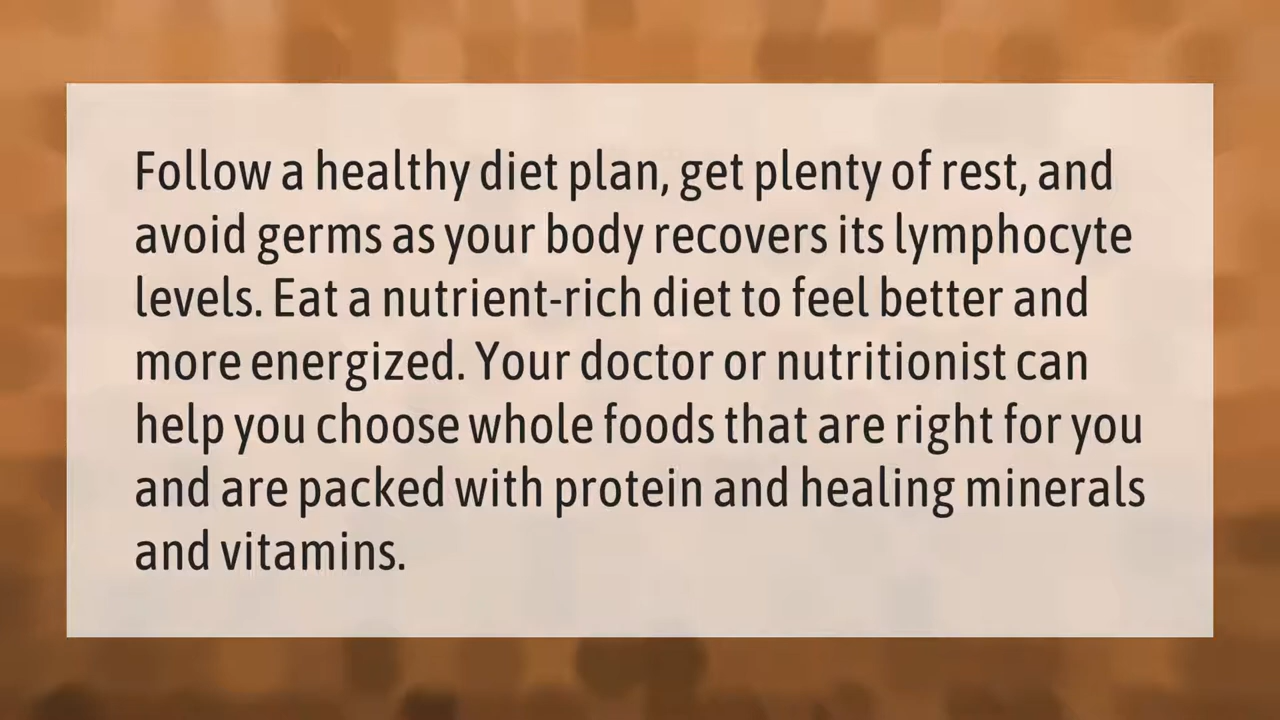 Follow a healthy diet plan, get plenty of rest, and
avoid germs as your body recovers its lymphocyte
levels. Eat a nutrient-rich diet to feel better and
more energized. Your doctor or nutritionist can
help you choose whole foods that are right for you
and are packed with protein and healing minerals
and vitamins.